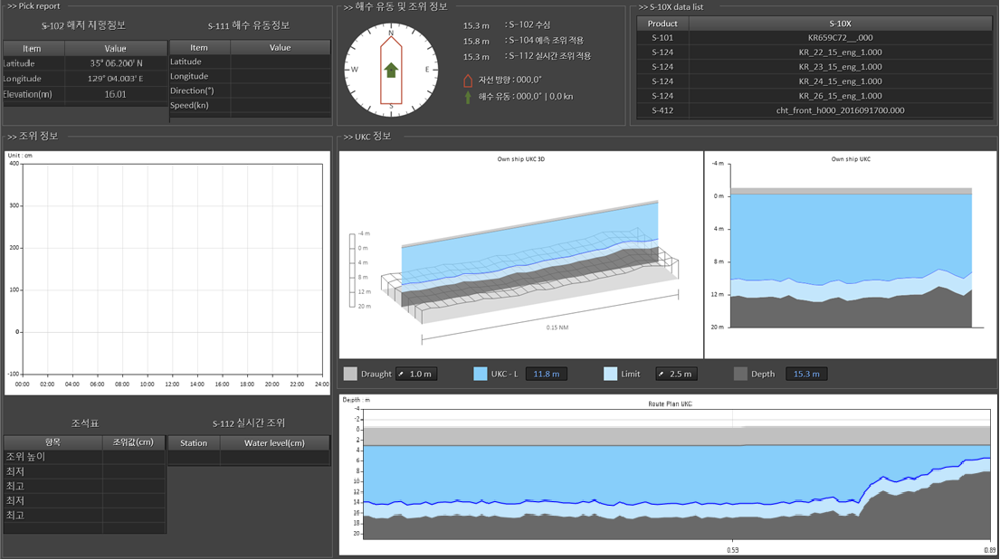 >> Pick report
S-102 해저 지형정보
S-111 해수 유동정보
Item Value
Latitude 35° 06.200' N
Longitude 129° 04.003' E
Elevation(m) 16.01
Item Value
Latitude
Longitude
Direction(°)
Speed(kn)
>> 해수 유동 및 조위 정보
N
W E
S
15.3 m : S-102 수심
15.8 m : S-104 예측 조위 적용
15.3 m : S-112 실시간 조위 적용
자선 방향 : 000,0°
해수 유동 : 000,0° | 0,0 kn
>> S-10X data list
Product S-10X
S-101 KR659C72__.000
S-124 KR_22_15_eng_1.000
S-124 KR_23_15_eng_1.000
S-124 KR_24_15_eng_1.000
S-124 KR_26_15_eng_1.000
S-412 cht_front_h000_2016091700.000
>> 조위 정보
Unit : cm
400
300
200
100
0
-100
00:00 02:00 04:00 06:00 08:00 10:00 12:00 14:00 16:00 18:00 20:00 22:00 24:00
조석표
항목 조위값(cm)
조위 높이
최저
최고
최저
최고
S-112 실시간 조위
Station Water level(cm)
>> UKC 정보
Own ship UKC 3D
-4 m
0 m
4 m
8 m
12 m
20 m
0.15 NM
Own ship UKC
-4 m
0 m
4 m
8 m
12 m
20 m
Draught 1.0 m
UKC - L 11.8 m
Limit 2.5 m
Depth 15.3 m
Depth : m
Route Plan UKC
-4
-2
0
2
4
6
8
10
12
14
16
18
20
0.53 0.89